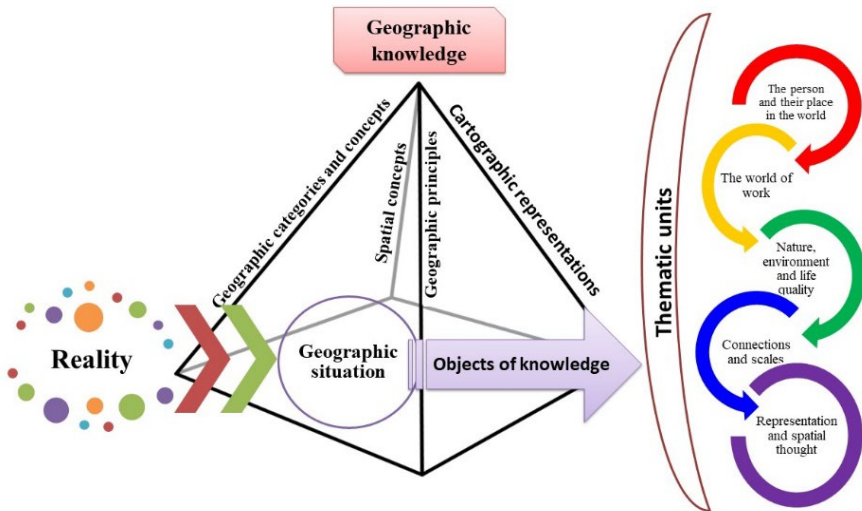 Geographic
knowledge
Geographic categories and concepts
Spatial concepts
Geographic principles
Cartographic representations
Reality
Geographic
situation
Objects of knowledge
Thematic units
The person
and their place
in the world
The world of
work
Nature,
environment
and life
quality
Connections
and scales
Representation
and spatial
thought